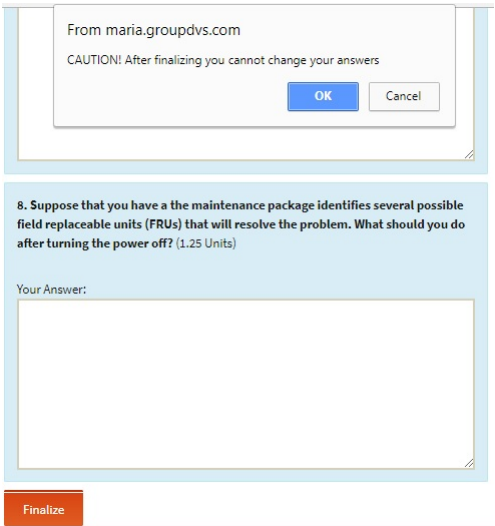 From maria.groupdvs.com
CAUTION! After finalizing you cannot change your answers
OK
Cancel
8. Suppose that you have a the maintenance package identifies several possible
field replaceable units (FRUs) that will resolve the problem. What should you do
after turning the power off? (1.25 Units)
Your Answer:
Finalize